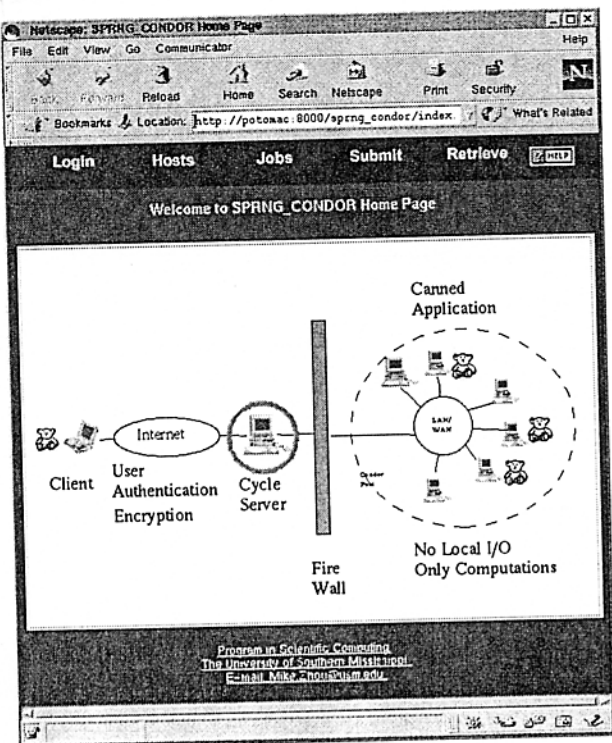 Netscape: SPRNG_CONDOR Home Page
File Edit View Go Communicator Help
Back Forward Reload Home Search Netscape Print Security
Bookmarks Location: http://potomac:8000/sprng_condor/index. What's Related
Login Hosts Jobs Submit Retrieve HELP
Welcome to SPRNG_CONDOR Home Page
Canned
Application
LAN/
WAN
Internet
Condor
Pool
Client
User
Authentication
Encryption
Cycle
Server
Fire
Wall
No Local I/O
Only Computations
Program in Scientific Computing
The University of Southern Mississippi
E-mail: Mike.Zhou@usm.edu